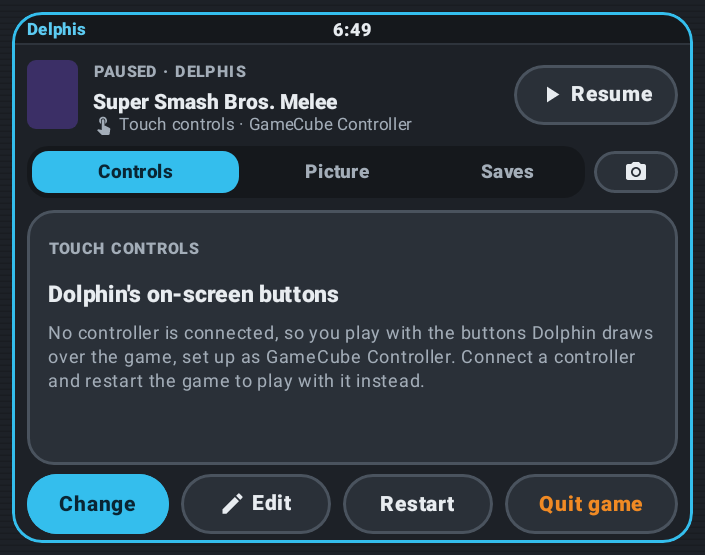 Delphis
6:49
PAUSED · DELPHIS
Super Smash Bros. Melee
Touch controls · GameCube Controller
Resume
Controls
Picture
Saves
TOUCH CONTROLS
Dolphin's on-screen buttons
No controller is connected, so you play with the buttons Dolphin draws
over the game, set up as GameCube Controller. Connect a controller
and restart the game to play with it instead.
Change
Edit
Restart
Quit game